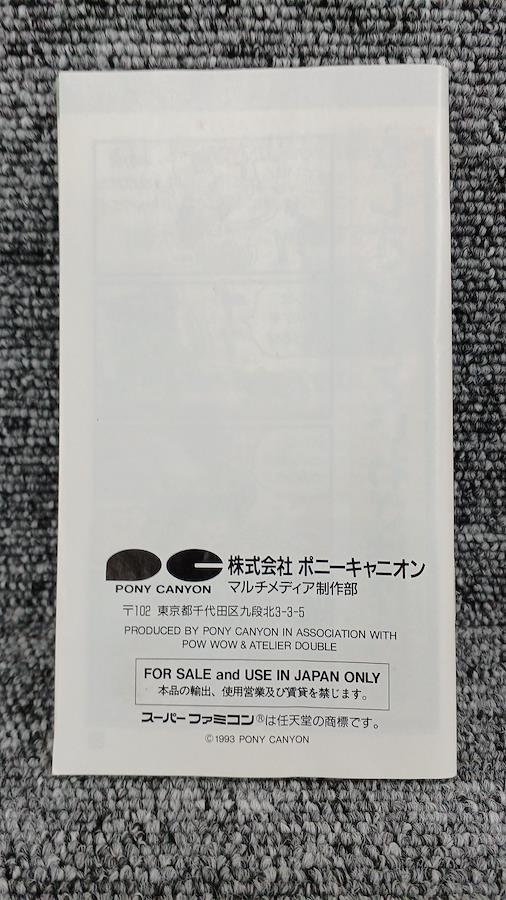 PC
株式会社 ポニーキャニオン
PONY CANYON
マルチメディア制作部
〒102 東京都千代田区九段北3-3-5
PRODUCED BY PONY CANYON IN ASSOCIATION WITH
POW WOW & ATELIER DOUBLE
FOR SALE and USE IN JAPAN ONLY
本品の輸出、使用営業及び賃貸を禁じます。
スーパーファミコン®は任天堂の商標です。
©1993 PONY CANYON